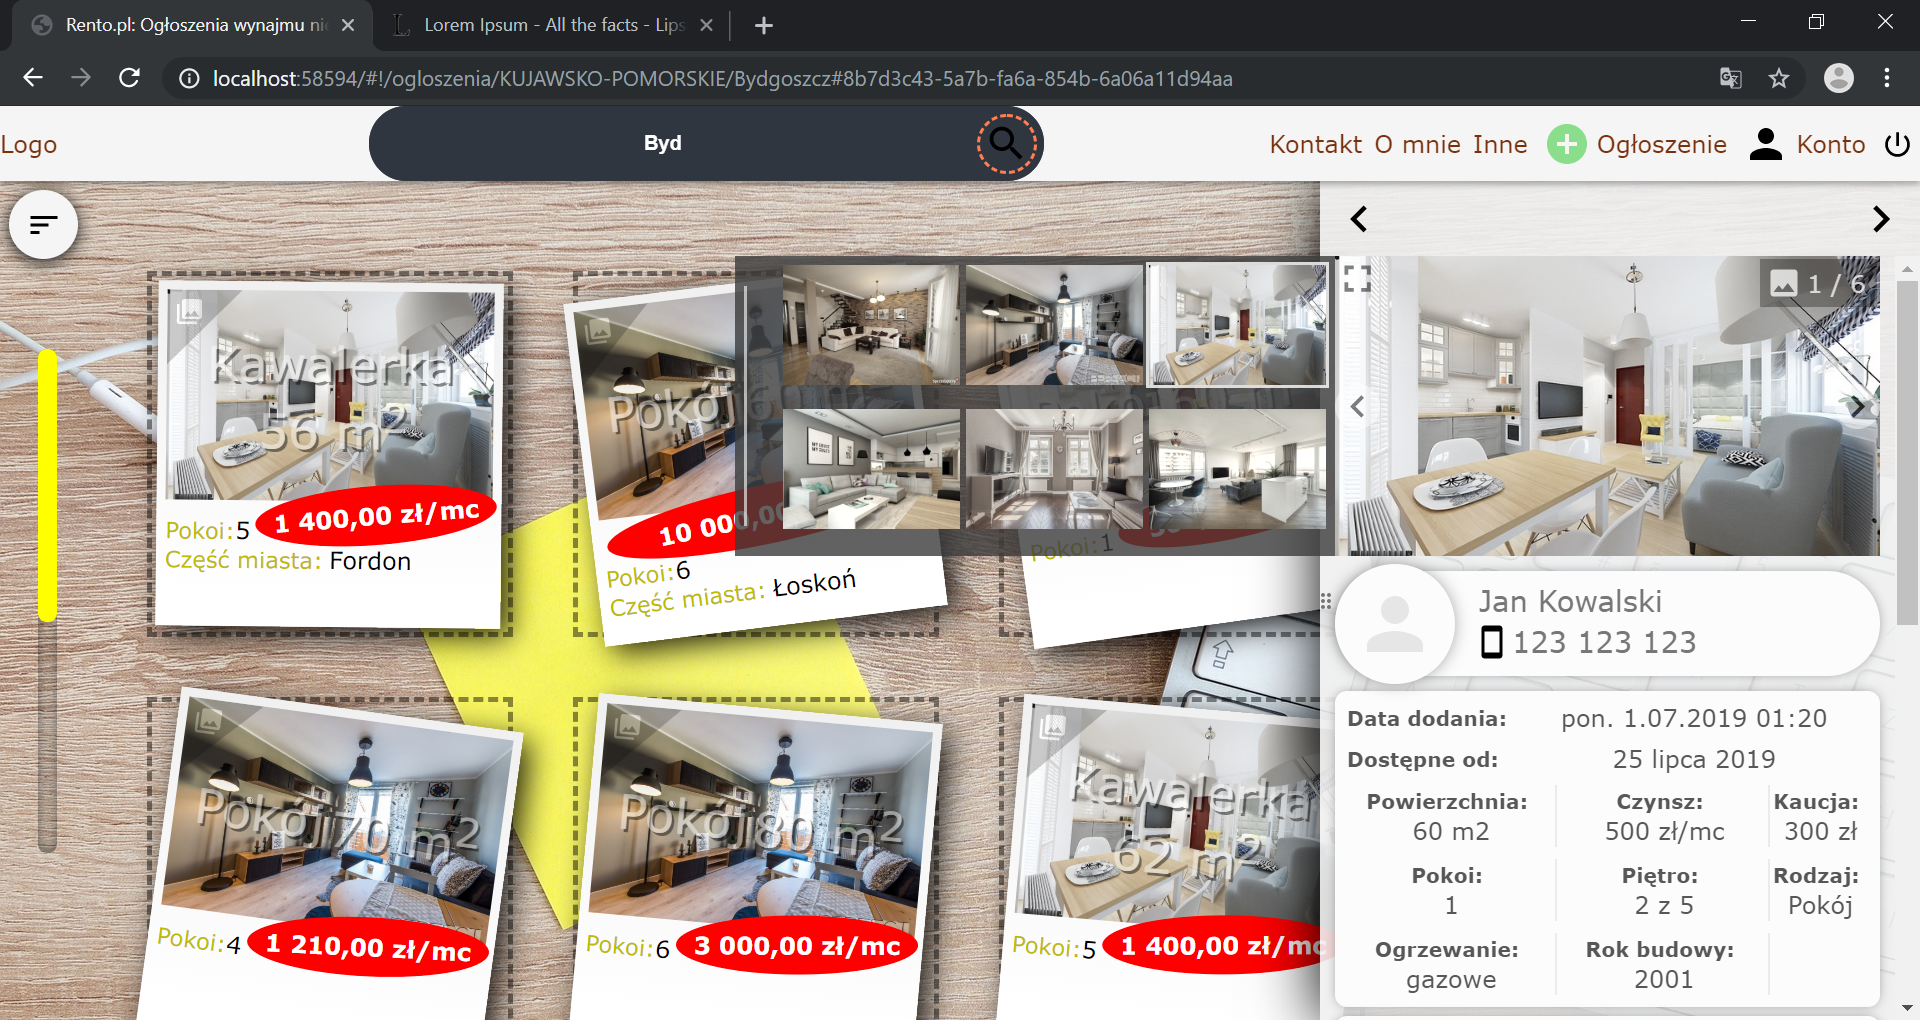 Rento.pl: Ogłoszenia wynajmu nie
Lorem Ipsum - All the facts - Lips
localhost:58594/#!/ogloszenia/KUJAWSKO-POMORSKIE/Bydgoszcz#8b7d3c43-5a7b-fa6a-854b-6a06a11d94aa
Logo
Byd
Kontakt
O mnie
Inne
Ogłoszenie
Konto
Kawalerka
56 m2
1 400,00 zł/mc
Pokoi: 5
Część miasta: Fordon
Pokój 6
10 000,00
Pokoi: 6
Część miasta: Łoskoń
Pokoi: 1
1 / 6
Jan Kowalski
123 123 123
Data dodania: pon. 1.07.2019 01:20
Dostępne od: 25 lipca 2019
Powierzchnia: Czynsz: Kaucja:
60 m2 500 zł/mc 300 zł
Pokoi: Piętro: Rodzaj:
1 2 z 5 Pokój
Ogrzewanie: Rok budowy:
gazowe 2001
Pokój 70 m2
Pokoi: 4
1 210,00 zł/mc
Pokój 80 m2
Pokoi: 6
3 000,00 zł/mc
Kawalerka
62 m2
Pokoi: 5
1 400,00 zł/mc